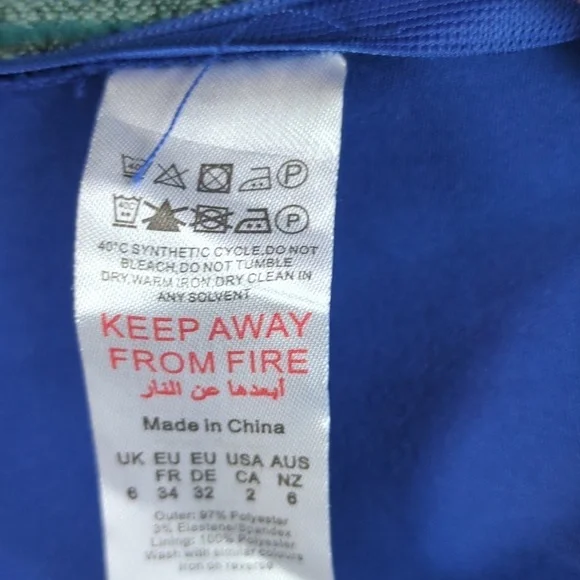 40°C SYNTHETIC CYCLE,DO NOT
BLEACH,DO NOT TUMBLE
DRY,WARM IRON,DRY CLEAN IN
ANY SOLVENT
KEEP AWAY
FROM FIRE
أبعدها عن النار
Made in China
UK EU EU USA AUS
FR DE CA NZ
6 34 32 2 6
Outer: 97% Polyester
3% Elastane/Spandex
Lining: 100% Polyester
Wash with similar colours
Iron on reverse